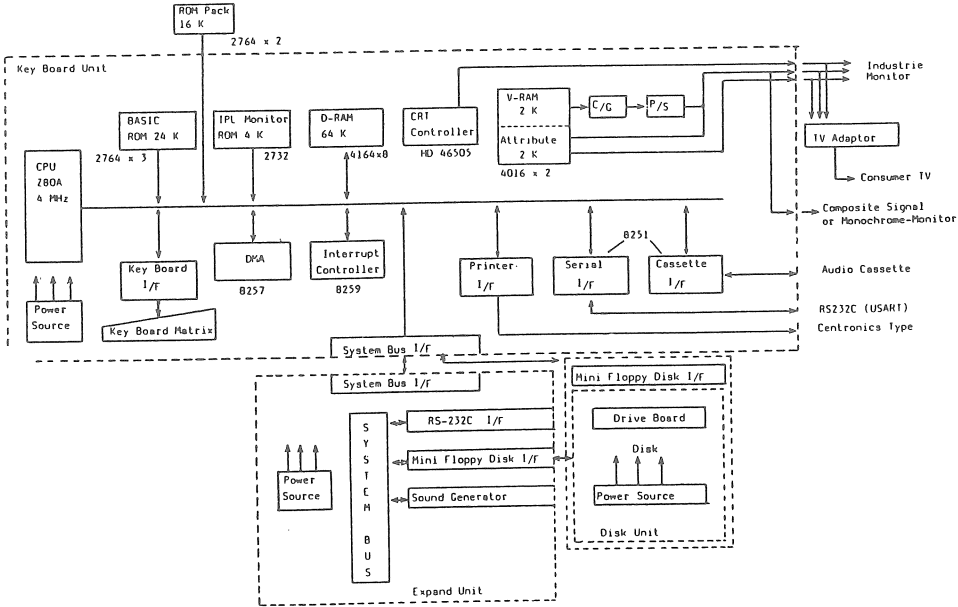 ROM Pack
16 K
2764 x 2
Key Board Unit
Industrie
Monitor
BASIC
ROM 24 K
2764 x 3
IPL Monitor
ROM 4 K
2732
D-RAM
64 K
4164x8
CRT
Controller
HD 46505
V-RAM
2 K
Attribute
2 K
4016 x 2
C/G
P/S
TV Adaptor
Consumer TV
CPU
Z80A
4 MHz
Composite Signal
or Monochrome-Monitor
Key Board
I/F
DMA
8257
Interrupt
Controller
8259
Printer
I/F
8251
Serial
I/F
Cassette
I/F
Audio Cassette
Power
Source
Key Board Matrix
RS232C (USART)
Centronics Type
System Bus I/F
System Bus I/F
Mini Floppy Disk I/F
SYSTEM BUS
RS-232C I/F
Mini Floppy Disk I/F
Sound Generator
Power
Source
Drive Board
Disk
Power Source
Disk Unit
Expand Unit